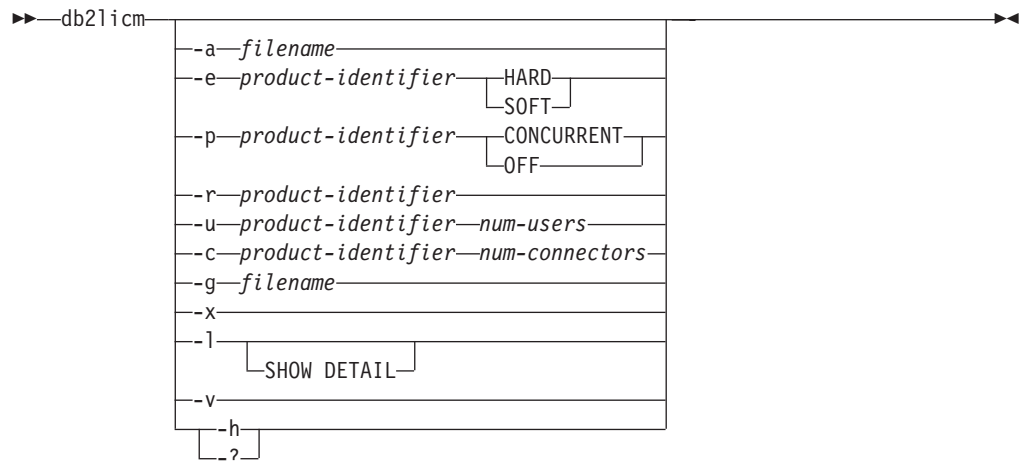 db2licm
-a filename
-e product-identifier HARD
SOFT
-p product-identifier CONCURRENT
OFF
-r product-identifier
-u product-identifier num-users
-c product-identifier num-connectors
-g filename
-x
-l
SHOW DETAIL
-v
-h
-?